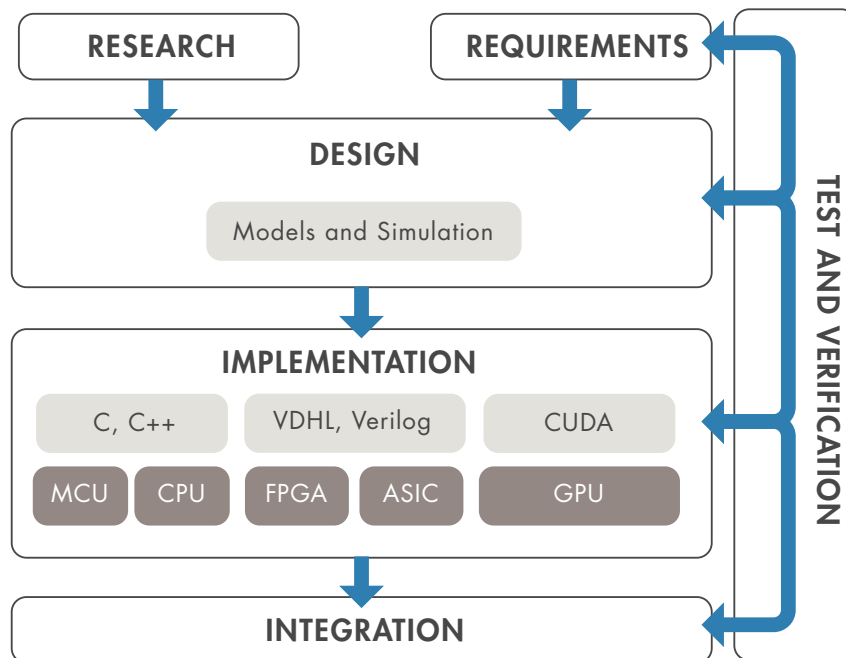 RESEARCH
REQUIREMENTS
DESIGN
Models and Simulation
IMPLEMENTATION
C, C++
VDHL, Verilog
CUDA
MCU
CPU
FPGA
ASIC
GPU
INTEGRATION
TEST AND VERIFICATION